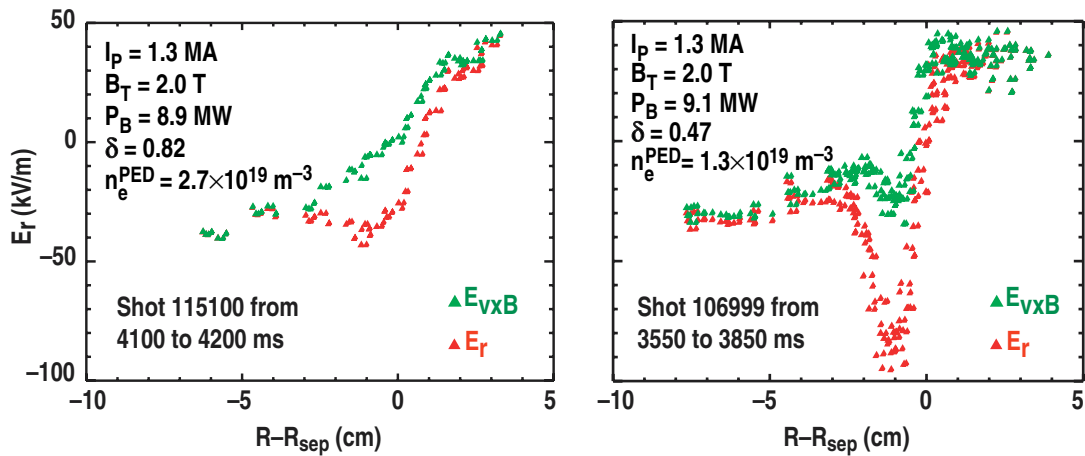 50
0
−50
−100
E_r (kV/m)
I_P = 1.3 MA
B_T = 2.0 T
P_B = 8.9 MW
δ = 0.82
n_e^PED = 2.7×10^19 m^−3
Shot 115100 from
4100 to 4200 ms
E_vxB
E_r
−10
−5
0
5
R−R_sep (cm)
I_P = 1.3 MA
B_T = 2.0 T
P_B = 9.1 MW
δ = 0.47
n_e^PED = 1.3×10^19 m^−3
Shot 106999 from
3550 to 3850 ms
E_vxB
E_r
−10
−5
0
5
R−R_sep (cm)